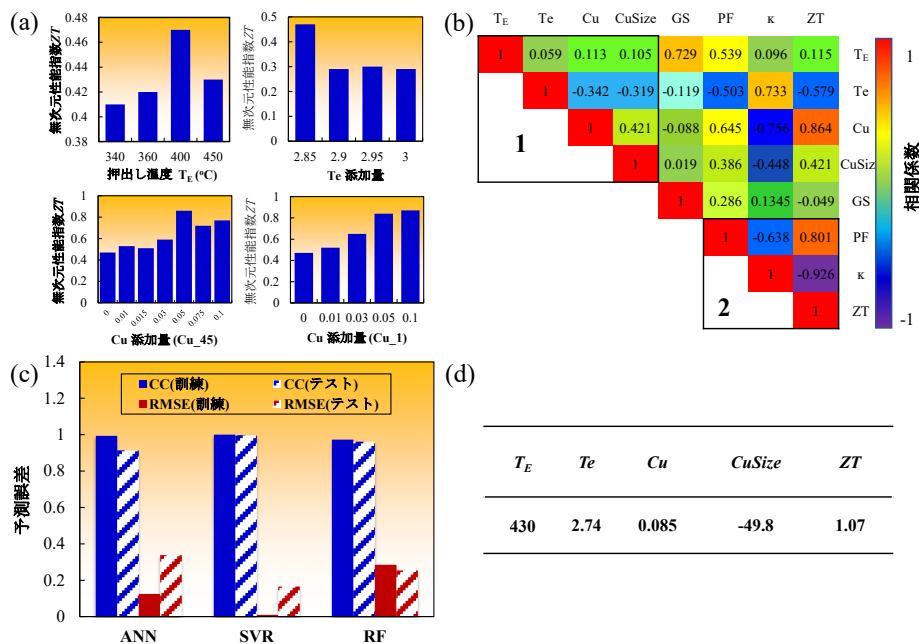 (a)
無次元性能指数ZT
0.48
0.46
0.44
0.42
0.4
0.38
340 360 400 450
押出し温度 T_E (°C)
無次元性能指数ZT
0.5
0.4
0.3
0.2
0.1
0
2.85 2.9 2.95 3
Te 添加量
無次元性能指数ZT
1
0.8
0.6
0.4
0.2
0
0 0.01 0.015 0.03 0.05 0.075 0.1
Cu 添加量 (Cu_45)
無次元性能指数ZT
1
0.8
0.6
0.4
0.2
0
0 0.01 0.03 0.05 0.1
Cu 添加量 (Cu_1)
(b)
T_E Te Cu CuSize GS PF κ ZT
1 0.059 0.113 0.105 0.729 0.539 0.096 0.115 T_E
1 -0.342 -0.319 -0.119 -0.503 0.733 -0.579 Te
1 0.421 -0.088 0.645 -0.756 0.864 Cu
1 0.019 0.386 -0.448 0.421 CuSiz
1 0.286 0.1345 -0.049 GS
1 -0.638 0.801 PF
1 -0.926 κ
1 ZT
1
2
1
相関係数
-1
(c)
予測誤差
1.4
1.2
1
0.8
0.6
0.4
0.2
0
CC(訓練) CC(テスト)
RMSE(訓練) RMSE(テスト)
ANN SVR RF
(d)
T_E Te Cu CuSize ZT
430 2.74 0.085 -49.8 1.07